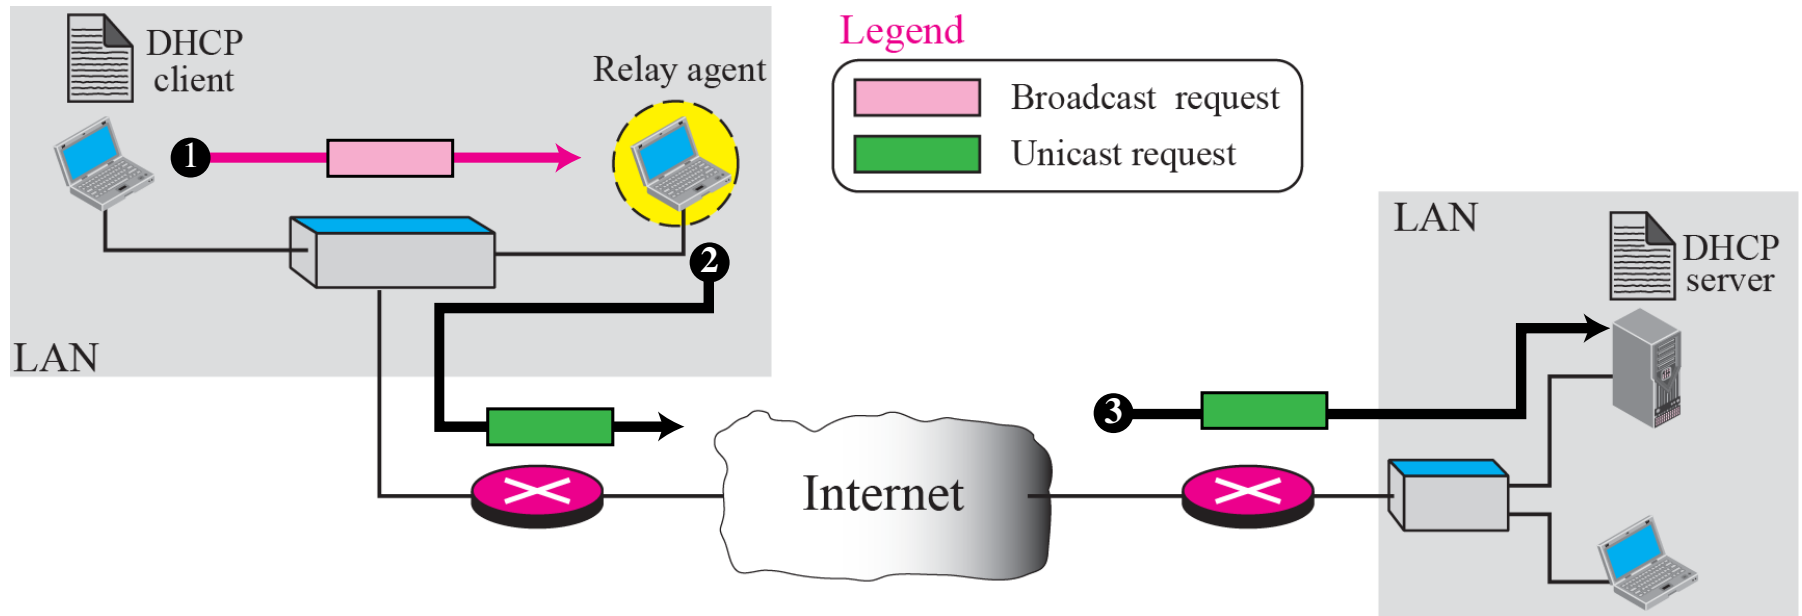 DHCP
client
Relay agent
Legend
Broadcast request
Unicast request
1
2
LAN
LAN
DHCP
server
3
Internet